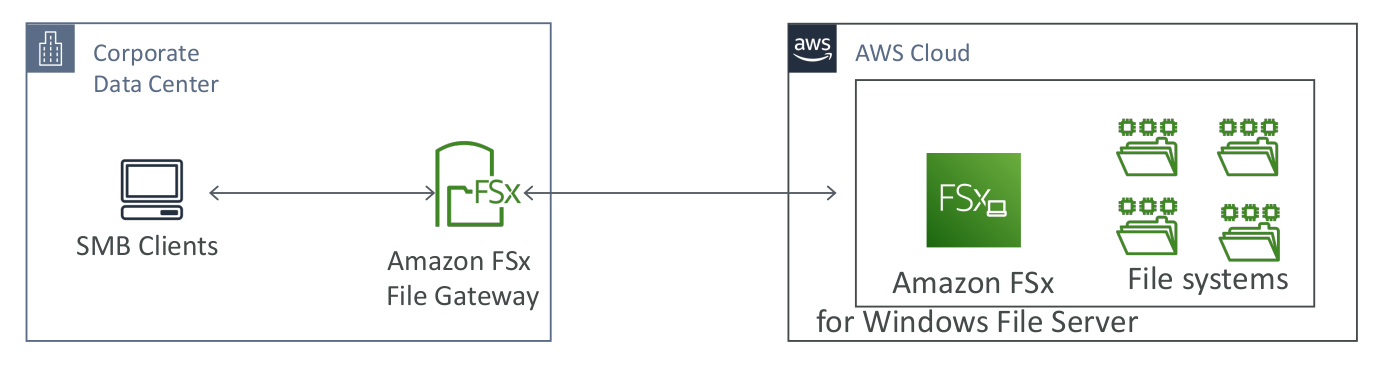 Corporate
Data Center
SMB Clients
FSx
Amazon FSx
File Gateway
aws
AWS Cloud
FSx
Amazon FSx
for Windows File Server
File systems